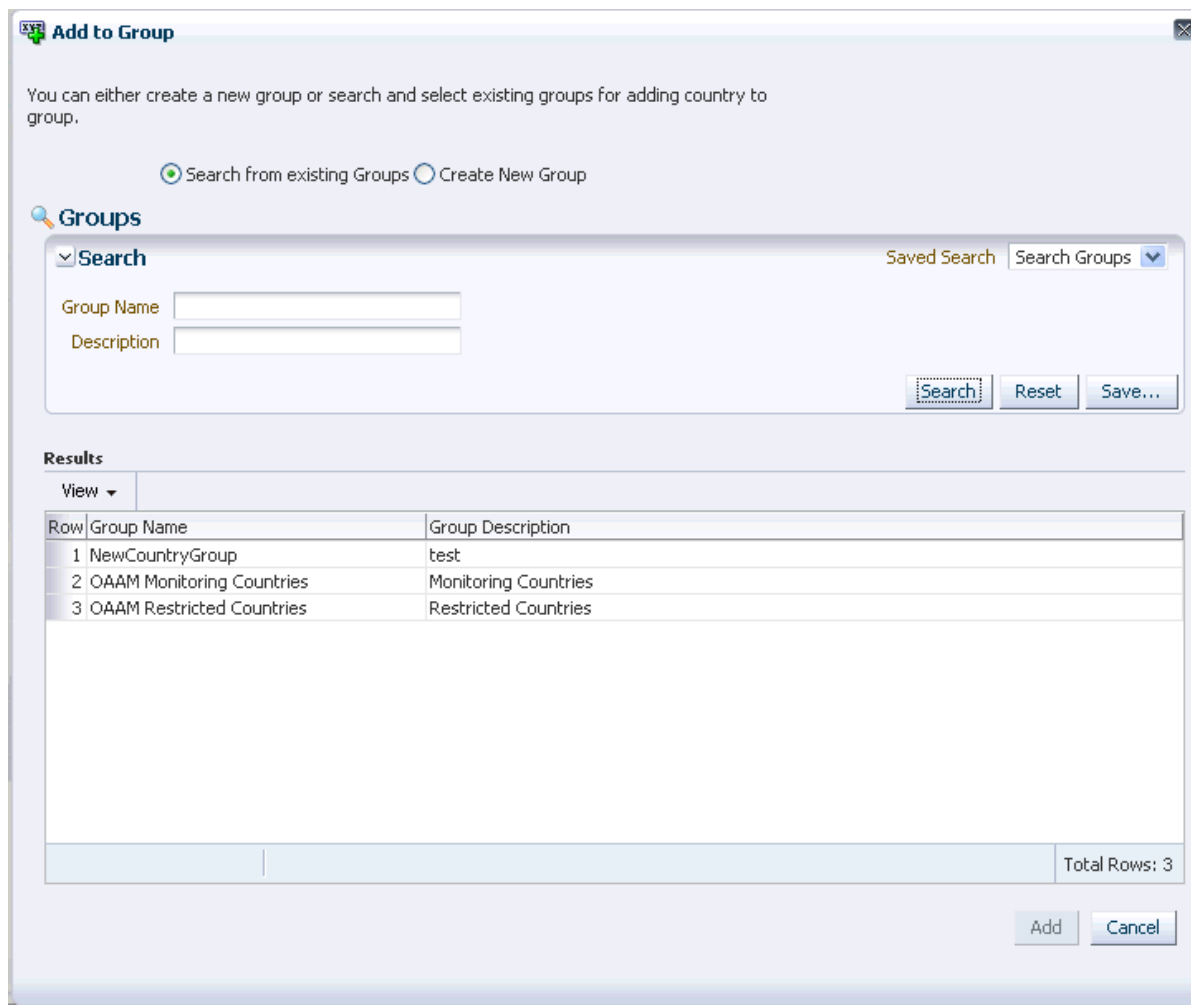 Add to Group
You can either create a new group or search and select existing groups for adding country to
group.
Search from existing Groups Create New Group
Groups
Search Saved Search Search Groups
Group Name
Description
Search Reset Save...
Results
View
Row Group Name Group Description
1 NewCountryGroup test
2 OAAM Monitoring Countries Monitoring Countries
3 OAAM Restricted Countries Restricted Countries
Total Rows: 3
Add Cancel